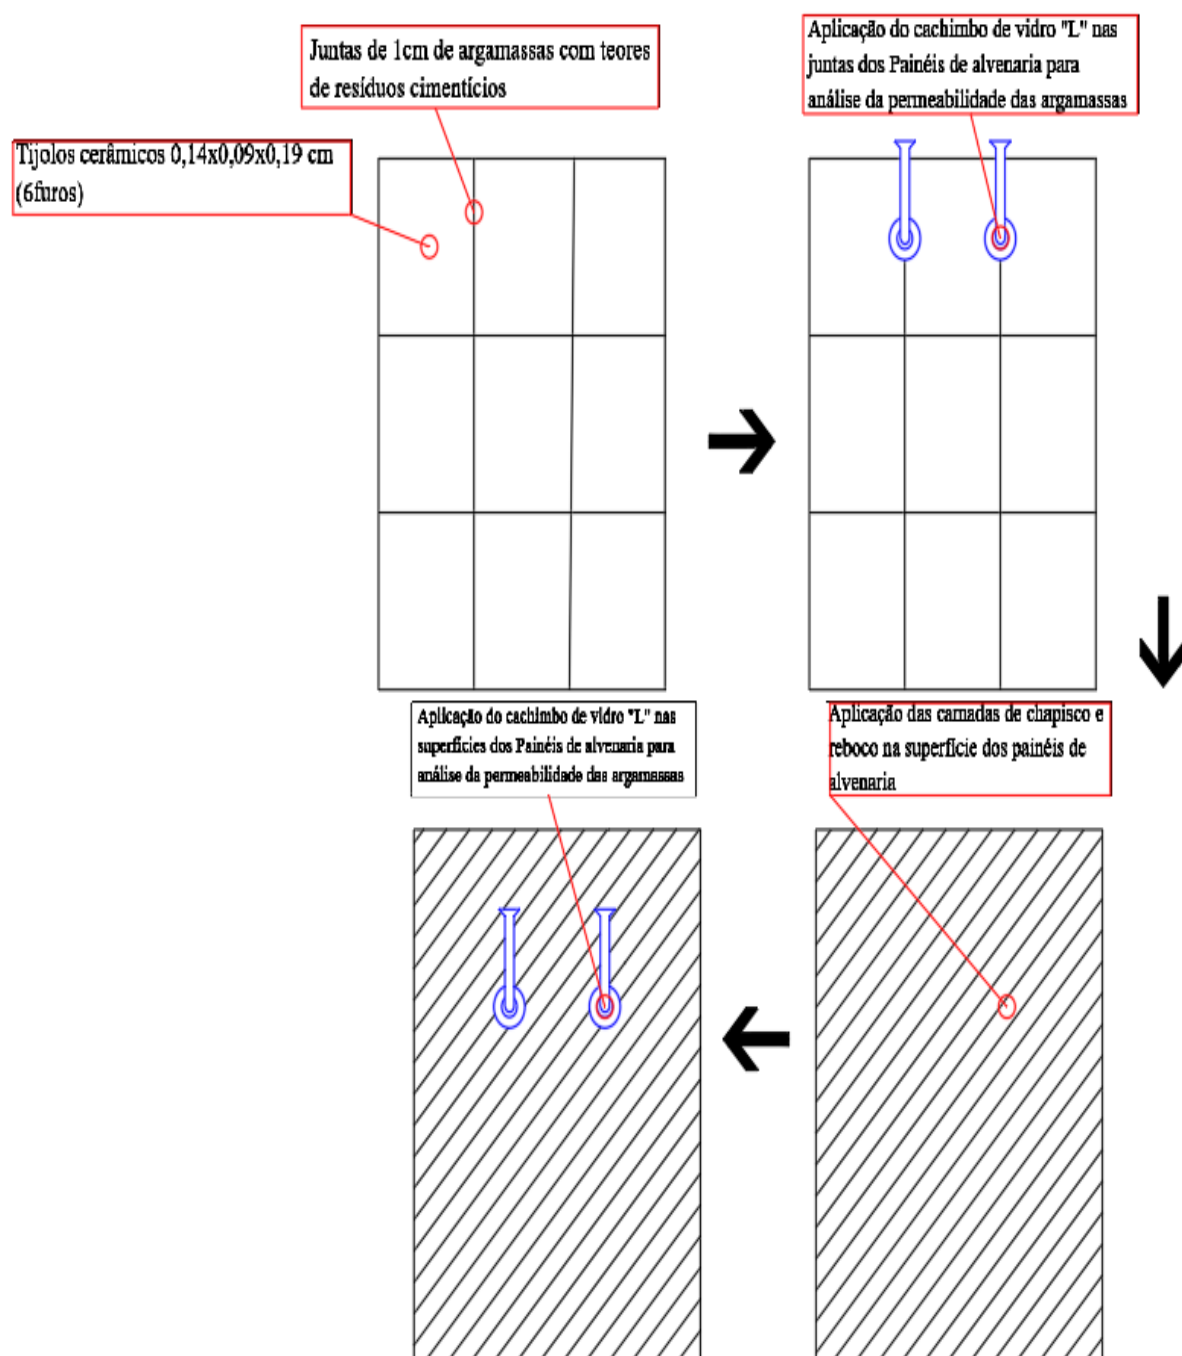 Juntas de 1cm de argamassas com teores
de resíduos cimentícios
Tijolos cerâmicos 0,14x0,09x0,19 cm
(6furos)
Aplicação do cachimbo de vidro "L" nas
juntas dos Painéis de alvenaria para
análise da permeabilidade das argamassas
Aplicação das camadas de chapisco e
reboco na superfície dos painéis de
alvenaria
Aplicação do cachimbo de vidro "L" nas
superfícies dos Painéis de alvenaria para
análise da permeabilidade das argamassas